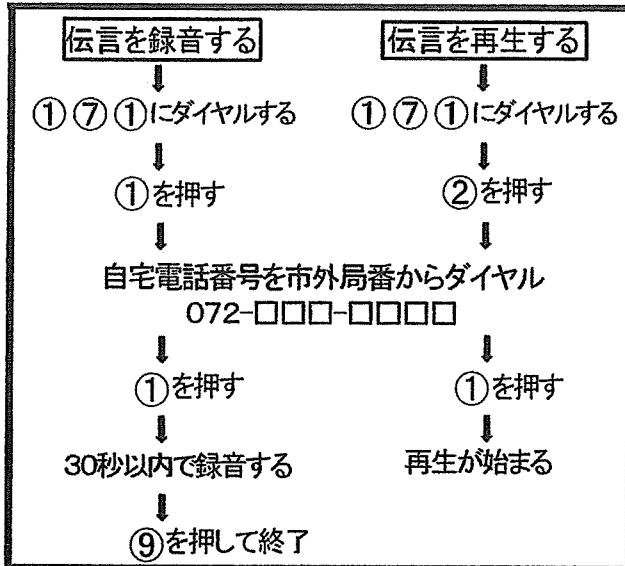 伝言を録音する 伝言を再生する
①⑦①にダイヤルする ①⑦①にダイヤルする
①を押す ②を押す
自宅電話番号を市外局番からダイヤル
072-□□□-□□□□
①を押す ①を押す
30秒以内で録音する 再生が始まる
⑨を押して終了